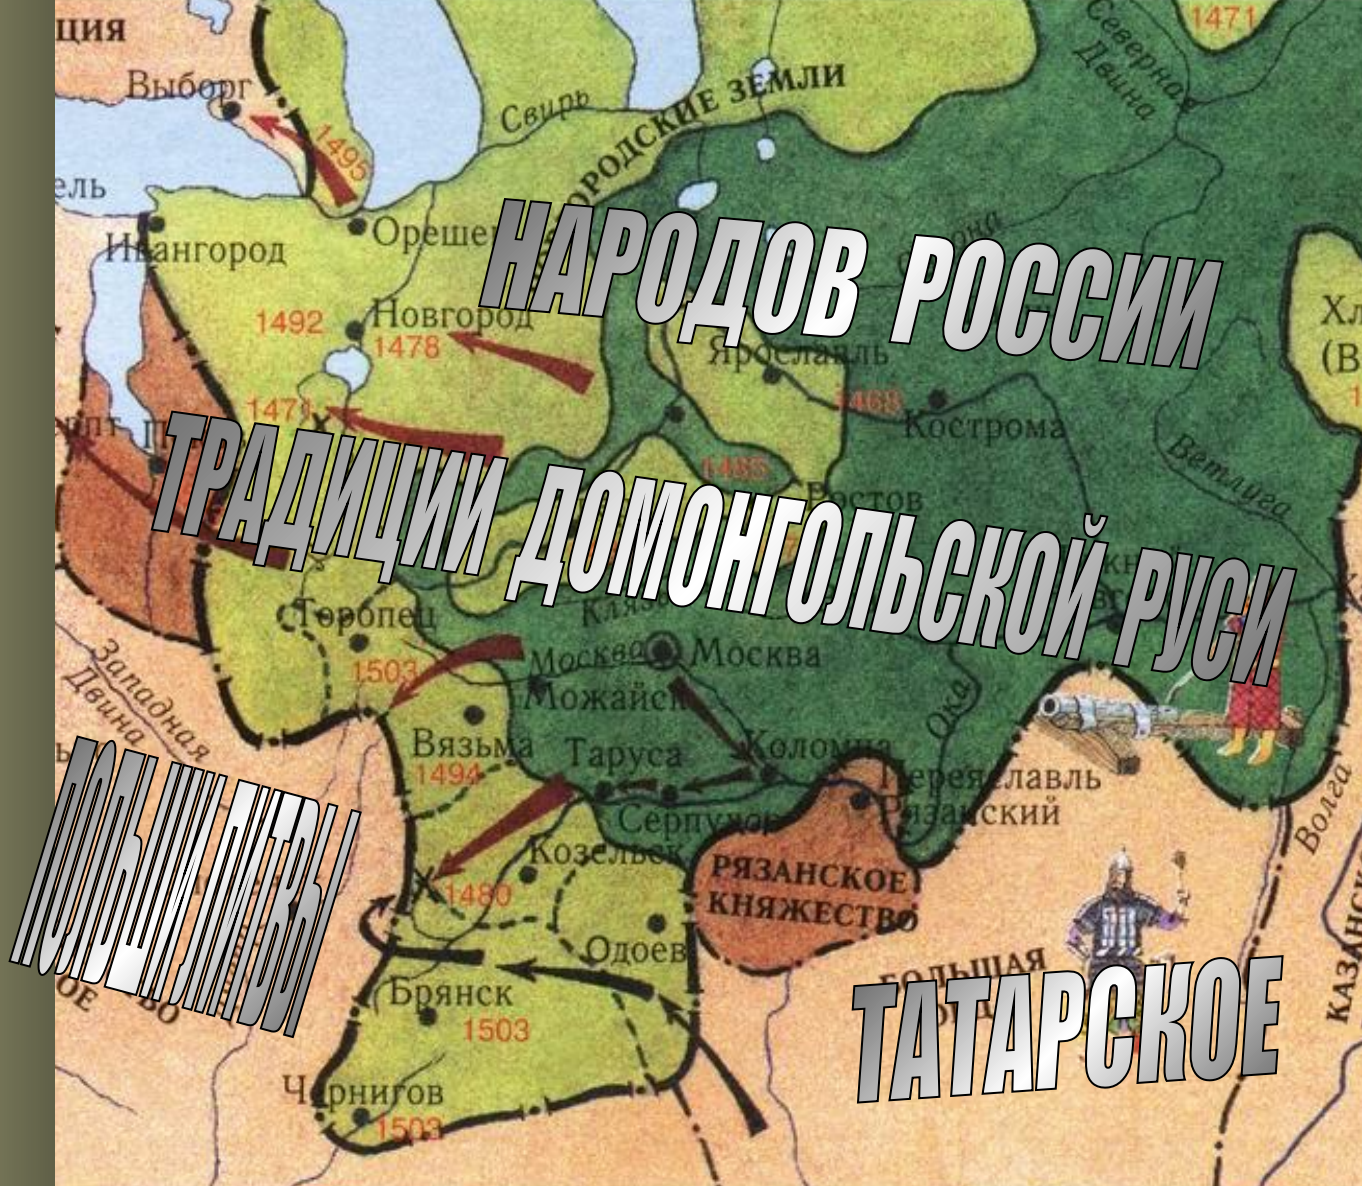 ЦИЯ
1471
Северная
Двина
Выборг
Свирь
ЗЕМЛИ
1495
Ивангород
НАРОДОВ РОССИИ
1492
Новгород
1478
Ярославль
1471
1468
Кострома
Ветлуга
ТРАДИЦИИ ДОМОНГОЛЬСКОЙ РУСИ
1485
Ростов
Торопец
Москва
Москва
1503
Можайск
Западная
Двина
Ока
Вязьма
Таруса
Коломна
1494
Переяславль
Рязанский
Серпухов
Волга
ПОЛЬШИ ЛИТВЫ
Козельск
РЯЗАНСКОЕ
КНЯЖЕСТВО
1480
Одоев
БОЛЬШАЯ
ТАТАРСКОЕ
Брянск
1503
Чернигов
1503